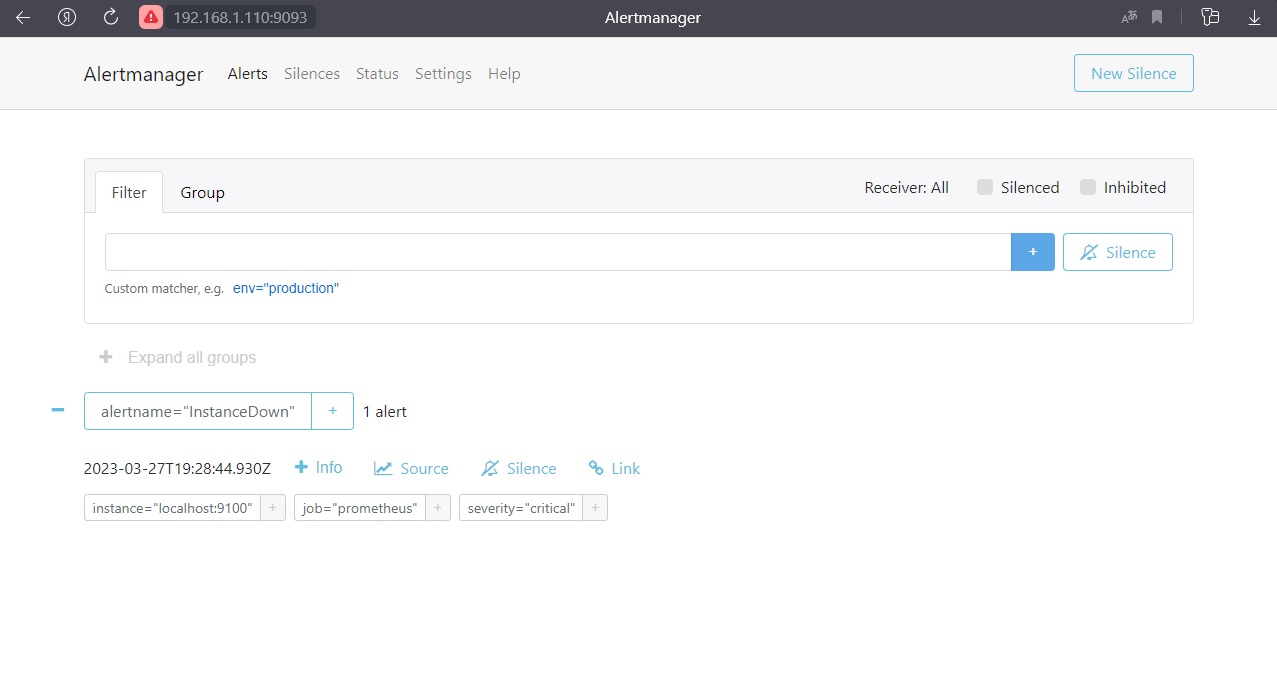 192.168.1.110:9093 Alertmanager
Alertmanager Alerts Silences Status Settings Help New Silence
Filter Group Receiver: All Silenced Inhibited
+ Silence
Custom matcher, e.g. env="production"
+ Expand all groups
alertname="InstanceDown" + 1 alert
2023-03-27T19:28:44.930Z + Info Source Silence Link
instance="localhost:9100" + job="prometheus" + severity="critical" +